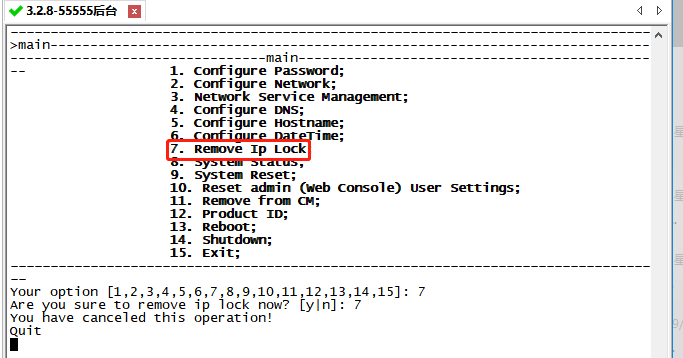 3.2.8-55555后台
>main
main
--
1. Configure Password;
2. Configure Network;
3. Network Service Management;
4. Configure DNS;
5. Configure Hostname;
6. Configure DateTime;
7. Remove Ip Lock
8. System Status;
9. System Reset;
10. Reset admin (Web Console) User Settings;
11. Remove from CM;
12. Product ID;
13. Reboot;
14. Shutdown;
15. Exit;
--
Your option [1,2,3,4,5,6,7,8,9,10,11,12,13,14,15]: 7
Are you sure to remove ip lock now? [y|n]: 7
You have canceled this operation!
Quit